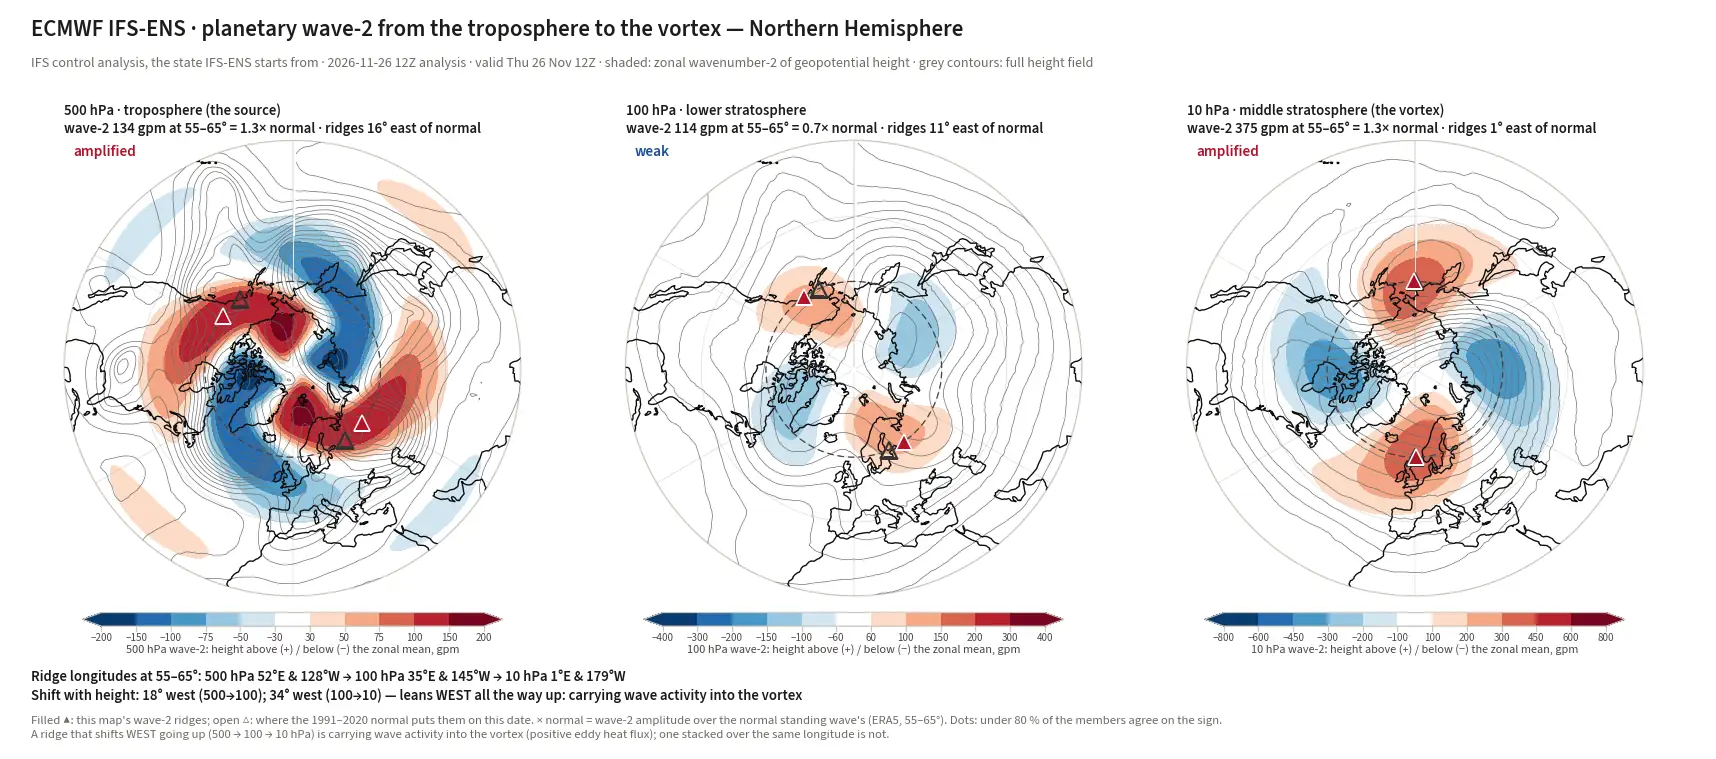 ECMWF IFS-ENS · planetary wave-2 from the troposphere to the vortex — Northern Hemisphere
IFS control analysis, the state IFS-ENS starts from · 2026-11-26 12Z analysis · valid Thu 26 Nov 12Z · shaded: zonal wavenumber-2 of geopotential height · grey contours: full height field
500 hPa · troposphere (the source)
wave-2 134 gpm at 55–65° = 1.3× normal · ridges 16° east of normal
amplified
100 hPa · lower stratosphere
wave-2 114 gpm at 55–65° = 0.7× normal · ridges 11° east of normal
weak
10 hPa · middle stratosphere (the vortex)
wave-2 375 gpm at 55–65° = 1.3× normal · ridges 1° east of normal
amplified
−200 −150 −100 −75 −50 −30 30 50 75 100 150 200
500 hPa wave-2: height above (+) / below (−) the zonal mean, gpm
−400 −300 −200 −150 −100 −60 60 100 150 200 300 400
100 hPa wave-2: height above (+) / below (−) the zonal mean, gpm
−800 −600 −450 −300 −200 −100 100 200 300 450 600 800
10 hPa wave-2: height above (+) / below (−) the zonal mean, gpm
Ridge longitudes at 55–65°: 500 hPa 52°E & 128°W → 100 hPa 35°E & 145°W → 10 hPa 1°E & 179°W
Shift with height: 18° west (500→100); 34° west (100→10) — leans WEST all the way up: carrying wave activity into the vortex
Filled ▲: this map's wave-2 ridges; open △: where the 1991–2020 normal puts them on this date. × normal = wave-2 amplitude over the normal standing wave's (ERA5, 55–65°). Dots: under 80 % of the members agree on the sign.
A ridge that shifts WEST going up (500 → 100 → 10 hPa) is carrying wave activity into the vortex (positive eddy heat flux); one stacked over the same longitude is not.